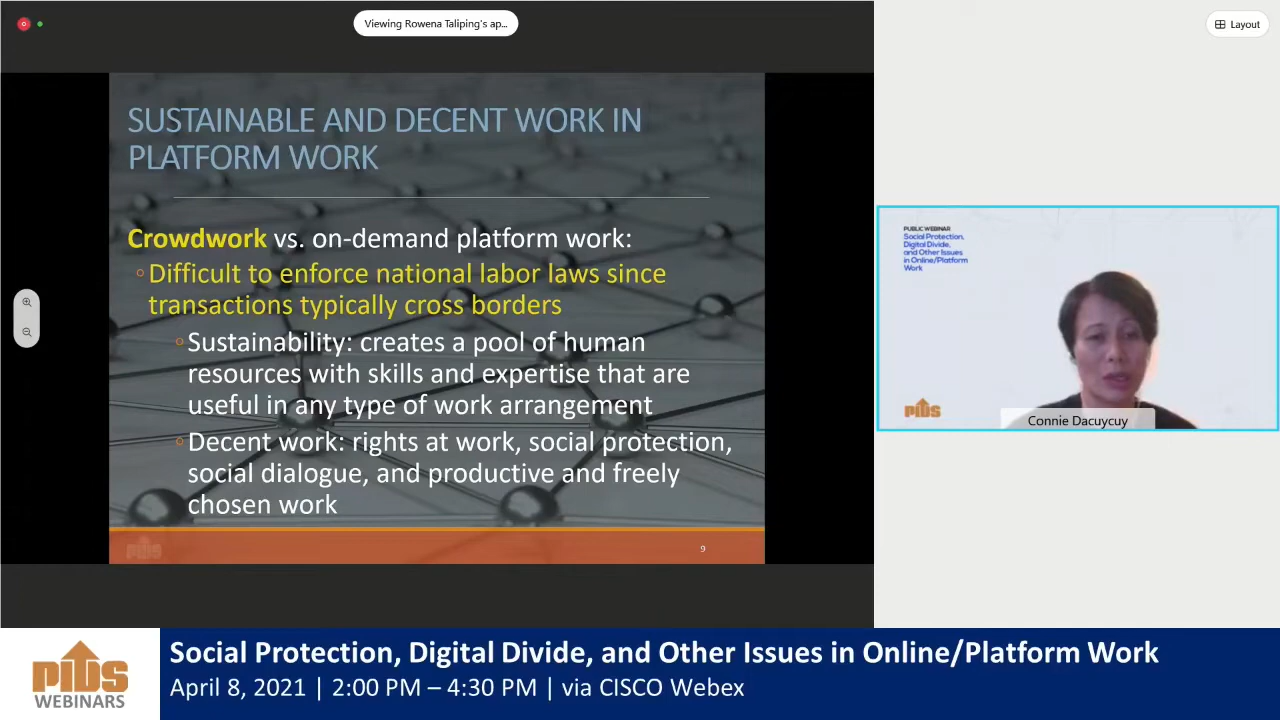 Viewing Rowena Taliping's ap...
Layout
SUSTAINABLE AND DECENT WORK IN
PLATFORM WORK
Crowdwork vs. on-demand platform work:
Difficult to enforce national labor laws since
transactions typically cross borders
Sustainability: creates a pool of human
resources with skills and expertise that are
useful in any type of work arrangement
Decent work: rights at work, social protection,
social dialogue, and productive and freely
chosen work
PIDS
9
PUBLIC WEBINAR
Social Protection,
Digital Divide,
and Other Issues
in Online/Platform
Work
PIDS
Connie Dacuycuy
PIDS
WEBINARS
Social Protection, Digital Divide, and Other Issues in Online/Platform Work
April 8, 2021 | 2:00 PM – 4:30 PM | via CISCO Webex